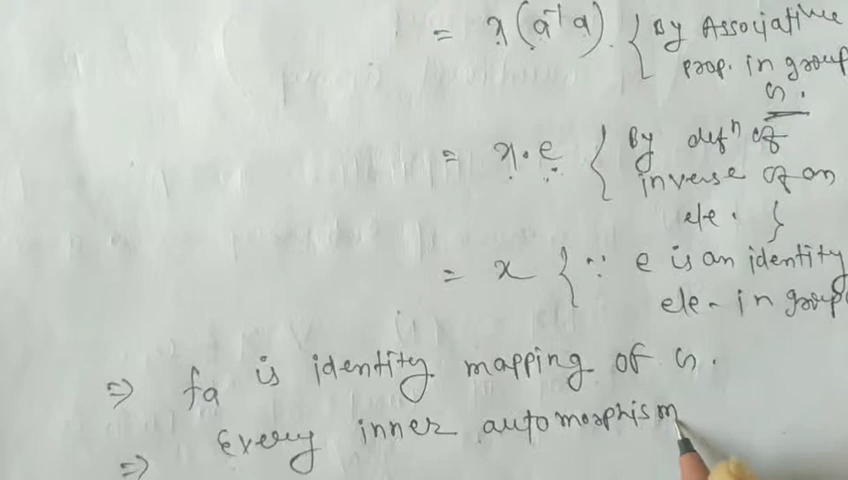 = x(a⁻¹a). { By Associative
prop. in group
G.
= x.e { By defⁿ of
inverse of an
ele. }
= x { ∵ e is an identity
ele. in group
⇒ fa is identity mapping of G.
⇒ Every inner automorphism